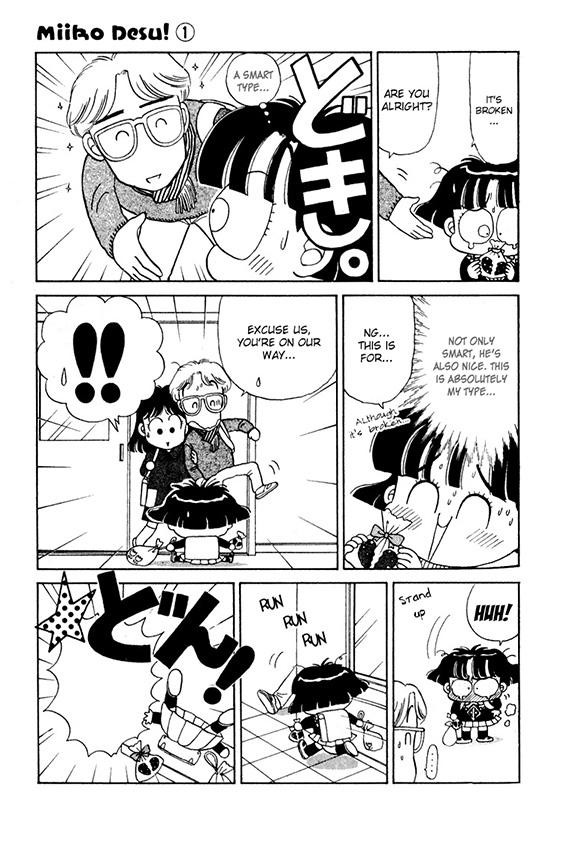 Miiko Desu! ①
IT'S
BROKEN
...
ARE YOU
ALRIGHT?
A SMART
TYPE...
どきっ。
NOT ONLY
SMART, HE'S
ALSO NICE. THIS
IS ABSOLUTELY
MY TYPE...
NG...
THIS IS
FOR...
Although
it's broken...
EXCUSE US,
YOU'RE ON OUR
WAY...
!!
HUH!
Stand
up
....
RUN
RUN
RUN
どん!